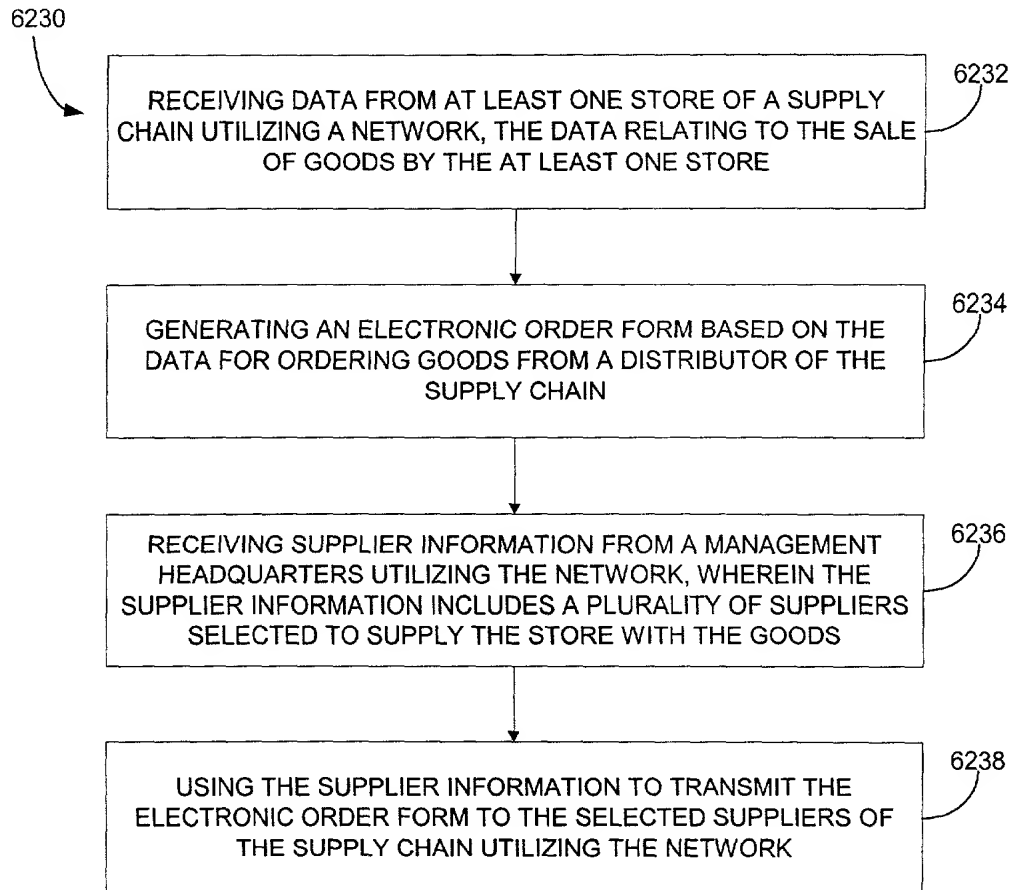 6230
6232
RECEIVING DATA FROM AT LEAST ONE STORE OF A SUPPLY
CHAIN UTILIZING A NETWORK, THE DATA RELATING TO THE SALE
OF GOODS BY THE AT LEAST ONE STORE
6234
GENERATING AN ELECTRONIC ORDER FORM BASED ON THE
DATA FOR ORDERING GOODS FROM A DISTRIBUTOR OF THE
SUPPLY CHAIN
6236
RECEIVING SUPPLIER INFORMATION FROM A MANAGEMENT
HEADQUARTERS UTILIZING THE NETWORK, WHEREIN THE
SUPPLIER INFORMATION INCLUDES A PLURALITY OF SUPPLIERS
SELECTED TO SUPPLY THE STORE WITH THE GOODS
6238
USING THE SUPPLIER INFORMATION TO TRANSMIT THE
ELECTRONIC ORDER FORM TO THE SELECTED SUPPLIERS OF
THE SUPPLY CHAIN UTILIZING THE NETWORK